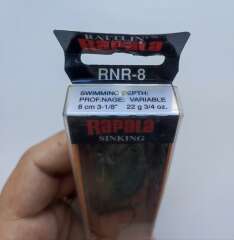 RATTLIN'
Rapala
RNR-8
SWIMMING DEPTH:
PROF.NAGE: VARIABLE
8 cm 3-1/8" 22 g 3/4 oz.
Rapala
SINKING